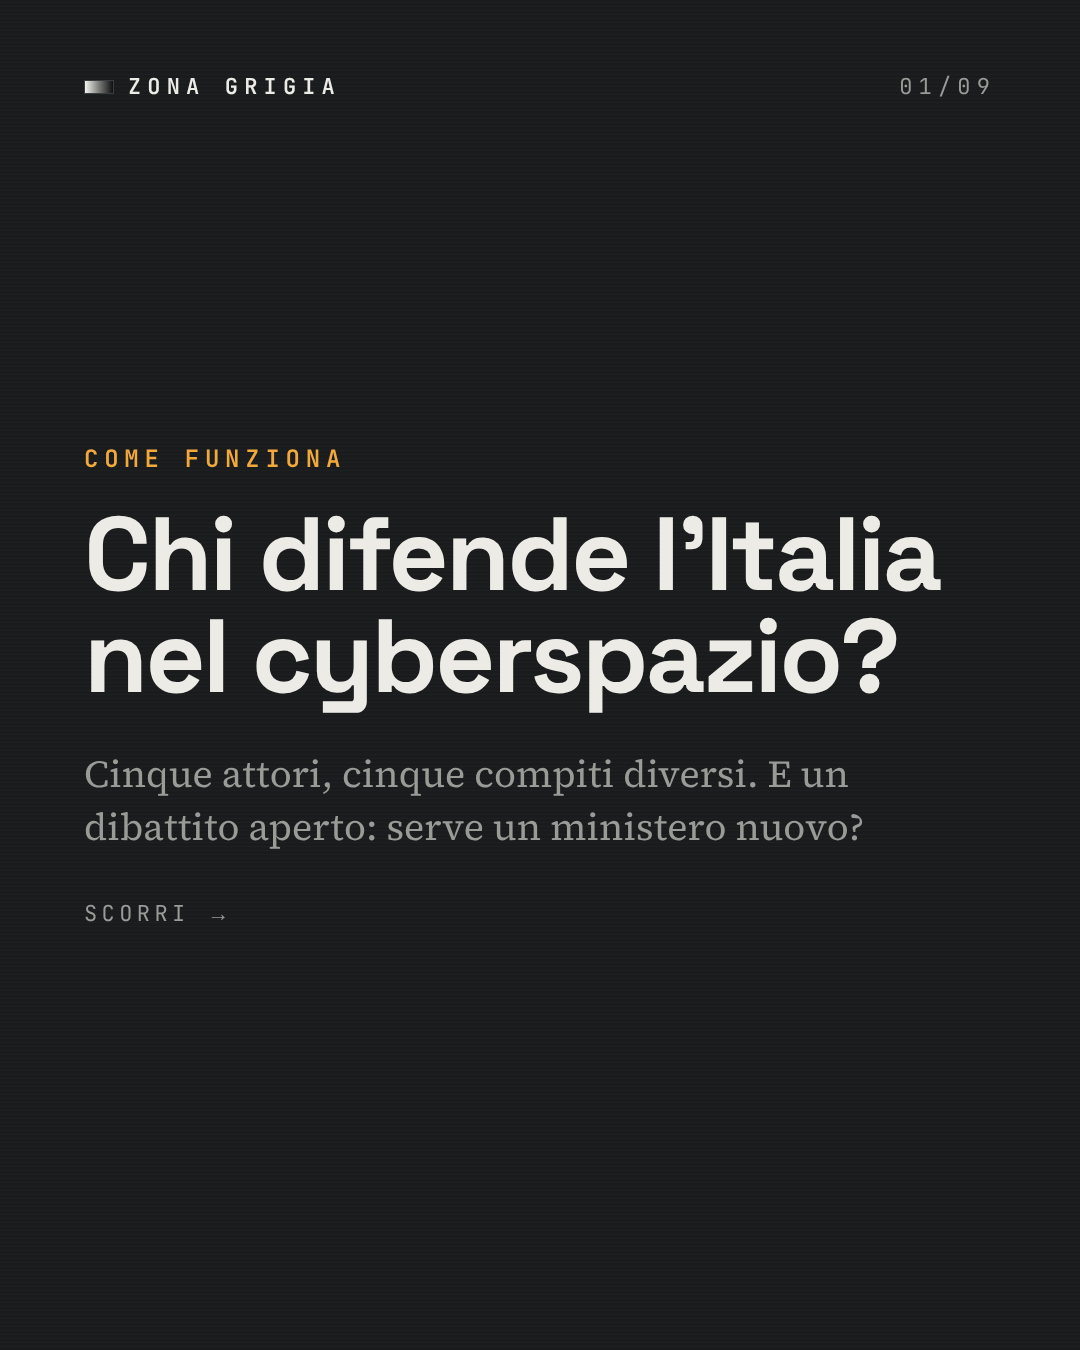 ZONA GRIGIA
01/09
COME FUNZIONA
Chi difende l’Italia
nel cyberspazio?
Cinque attori, cinque compiti diversi. E un
dibattito aperto: serve un ministero nuovo?
SCORRI →